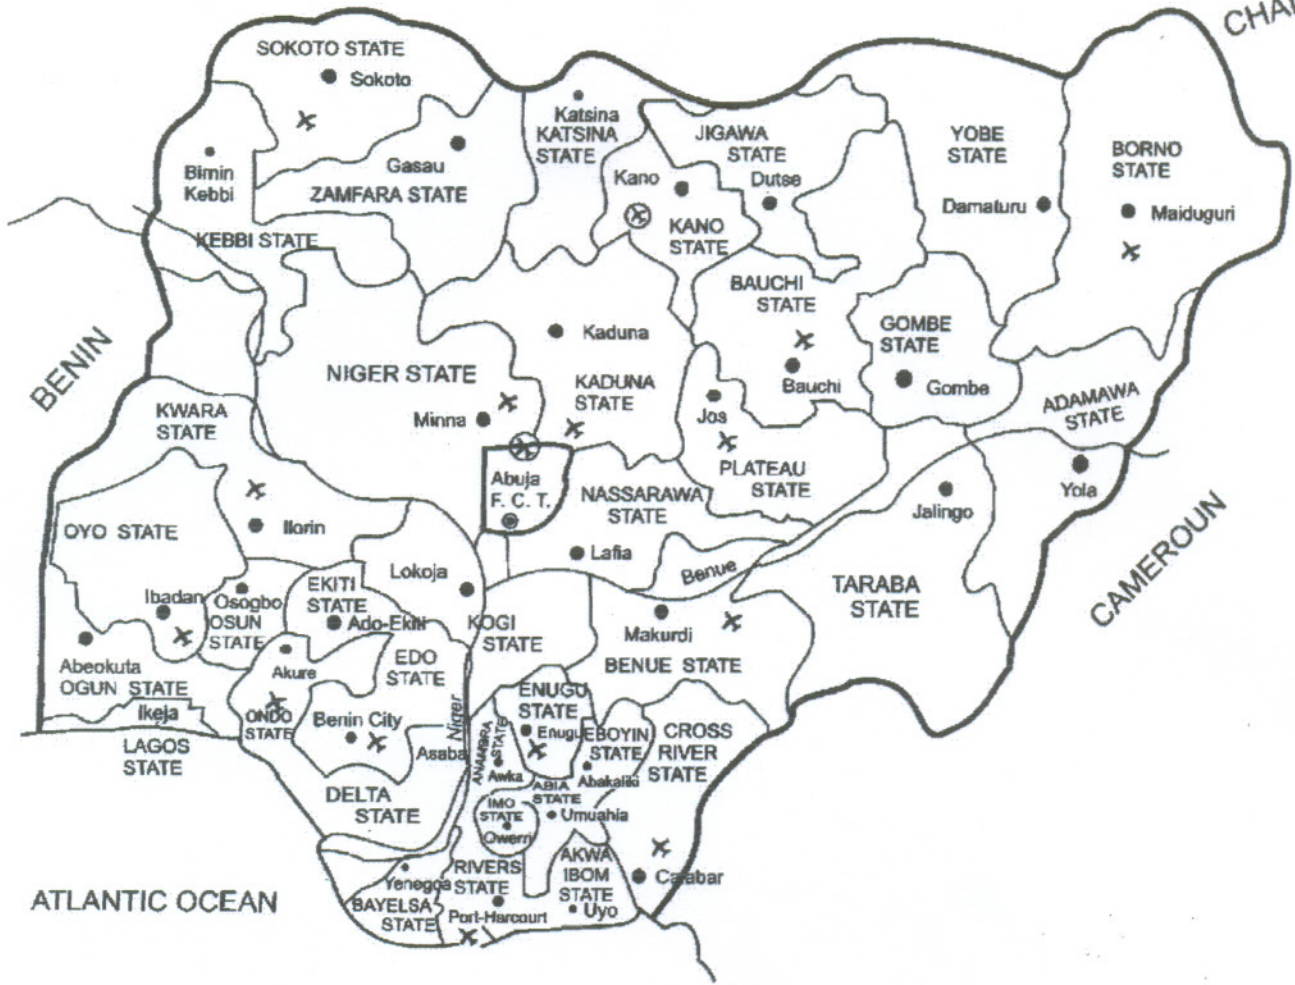 CHAD
SOKOTO STATE
Sokoto
Katsina
KATSINA
STATE
JIGAWA
STATE
YOBE
STATE
BORNO
STATE
Gasau
Birnin
Kebbi
ZAMFARA STATE
Kano
Dutse
Damaturu
Maiduguri
KANO
STATE
KEBBI STATE
BAUCHI
STATE
GOMBE
STATE
Kaduna
BENIN
NIGER STATE
KADUNA
STATE
Bauchi
Gombe
Jos
ADAMAWA
STATE
KWARA
STATE
Minna
PLATEAU
STATE
Abuja
F. C. T.
NASSARAWA
STATE
Yola
Jalingo
OYO STATE
Ilorin
Lafia
Benue
CAMEROUN
Lokoja
EKITI
STATE
TARABA
STATE
Ibadan
Osogbo
OSUN
STATE
Ado-Ekiti
KOGI
STATE
Makurdi
BENUE STATE
Abeokuta
OGUN STATE
Akure
EDO
STATE
Ikeja
ONDO
STATE
Benin City
Niger
ENUGU
STATE
Enugu
EBOYIN
STATE
CROSS
RIVER
STATE
LAGOS
STATE
Asaba
ANAMBRA
STATE
Awka
Abakaliki
ABIA
STATE
Umuahia
DELTA
STATE
IMO
STATE
Owerri
AKWA
IBOM
STATE
Calabar
Yenegoa
RIVERS
STATE
ATLANTIC OCEAN
BAYELSA
STATE
Port-Harcourt
Uyo